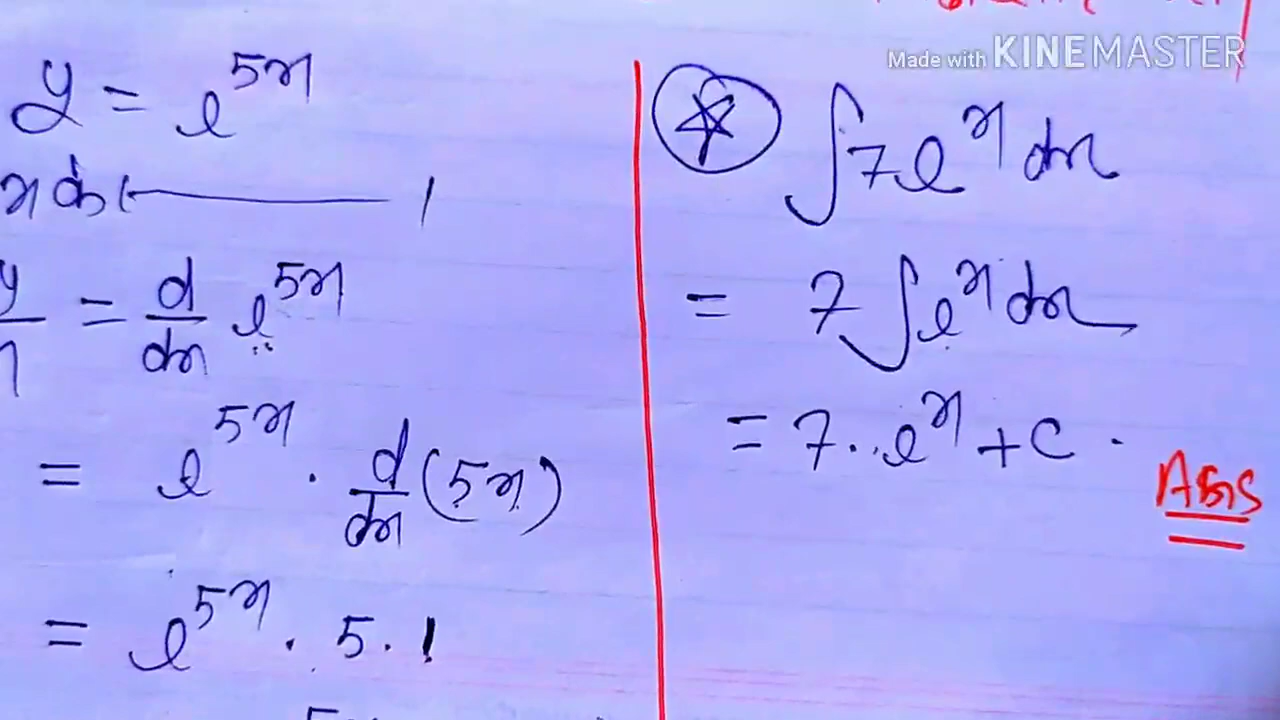 Made with KINEMASTER
y = e^{5x}
dy/dx = d/dx e^{5x}
= e^{5x} · d/dx (5x)
= e^{5x} · 5 · 1
∫7e^x dx
= 7∫e^x dx
= 7·e^x + c ·
Ans